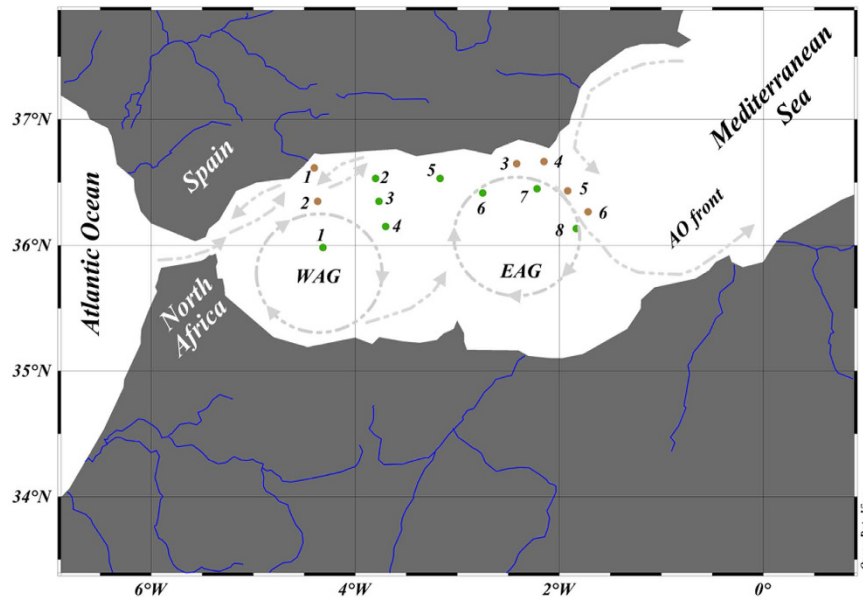 37°N
36°N
35°N
34°N
6°W
4°W
2°W
0°
Atlantic Ocean
Spain
North
Africa
Mediterranean
Sea
AO front
WAG
EAG
1
2
3
4
5
6
1
2
3
4
5
6
7
8